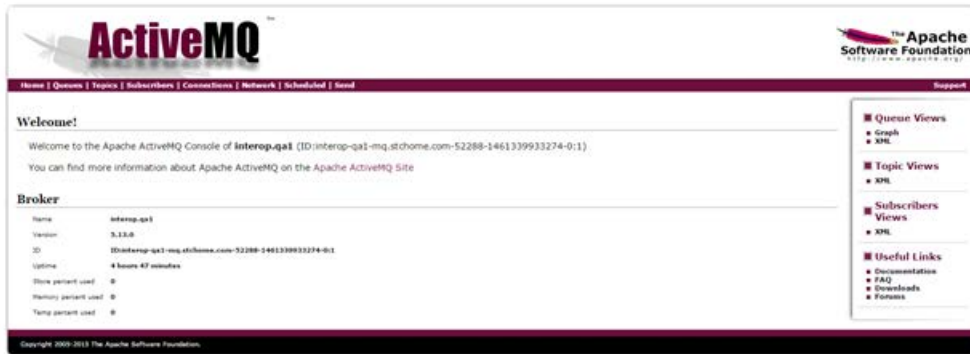 ActiveMQ
™
The Apache
Software Foundation
http://www.apache.org/
Home | Queues | Topics | Subscribers | Connections | Network | Scheduled | Send
Support
Welcome!
Welcome to the Apache ActiveMQ Console of interop.qa1 (ID:interop-qa1-mq.stchome.com-52288-1461339933274-0:1)
You can find more information about Apache ActiveMQ on the Apache ActiveMQ Site
Broker
Name interop.qa1
Version 5.13.0
ID ID:interop-qa1-mq.stchome.com-52288-1461339933274-0:1
Uptime 4 hours 47 minutes
Store percent used 0
Memory percent used 0
Temp percent used 0
Queue Views
Graph
XML
Topic Views
XML
Subscribers
Views
XML
Useful Links
Documentation
FAQ
Downloads
Forums
Copyright 2005-2013 The Apache Software Foundation.